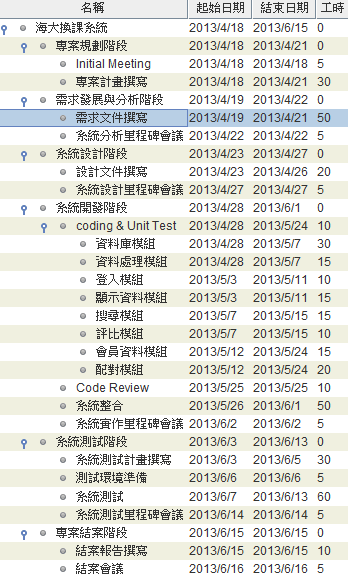 名稱 起始日期 結束日期 工時
海大換課系統 2013/4/18 2013/6/15 0
專案規劃階段 2013/4/18 2013/4/21 0
Initial Meeting 2013/4/18 2013/4/18 5
專案計畫撰寫 2013/4/18 2013/4/21 30
需求發展與分析階段 2013/4/19 2013/4/22 0
需求文件撰寫 2013/4/19 2013/4/21 50
系統分析里程碑會議 2013/4/22 2013/4/22 5
系統設計階段 2013/4/23 2013/4/27 0
設計文件撰寫 2013/4/23 2013/4/26 20
系統設計里程碑會議 2013/4/27 2013/4/27 5
系統開發階段 2013/4/28 2013/6/1 0
coding & Unit Test 2013/4/28 2013/5/24 10
資料庫模組 2013/4/28 2013/5/7 30
資料處理模組 2013/4/28 2013/5/7 15
登入模組 2013/5/3 2013/5/11 10
顯示資料模組 2013/5/3 2013/5/11 15
搜尋模組 2013/5/7 2013/5/15 15
評比模組 2013/5/7 2013/5/15 10
會員資料模組 2013/5/12 2013/5/24 15
配對模組 2013/5/12 2013/5/24 20
Code Review 2013/5/25 2013/5/25 10
系統整合 2013/5/26 2013/6/1 50
系統實作里程碑會議 2013/6/2 2013/6/2 5
系統測試階段 2013/6/3 2013/6/13 0
系統測試計畫撰寫 2013/6/3 2013/6/5 30
測試環境準備 2013/6/6 2013/6/6 5
系統測試 2013/6/7 2013/6/13 60
系統測試里程碑會議 2013/6/14 2013/6/14 5
專案結案階段 2013/6/15 2013/6/15 0
結案報告撰寫 2013/6/15 2013/6/15 10
結案會議 2013/6/16 2013/6/16 5